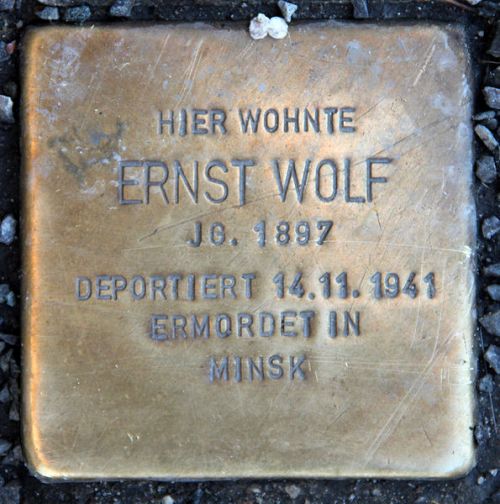 HIER WOHNTE
ERNST WOLF
JG. 1897
DEPORTIERT 14.11.1941
ERMORDET IN
MINSK